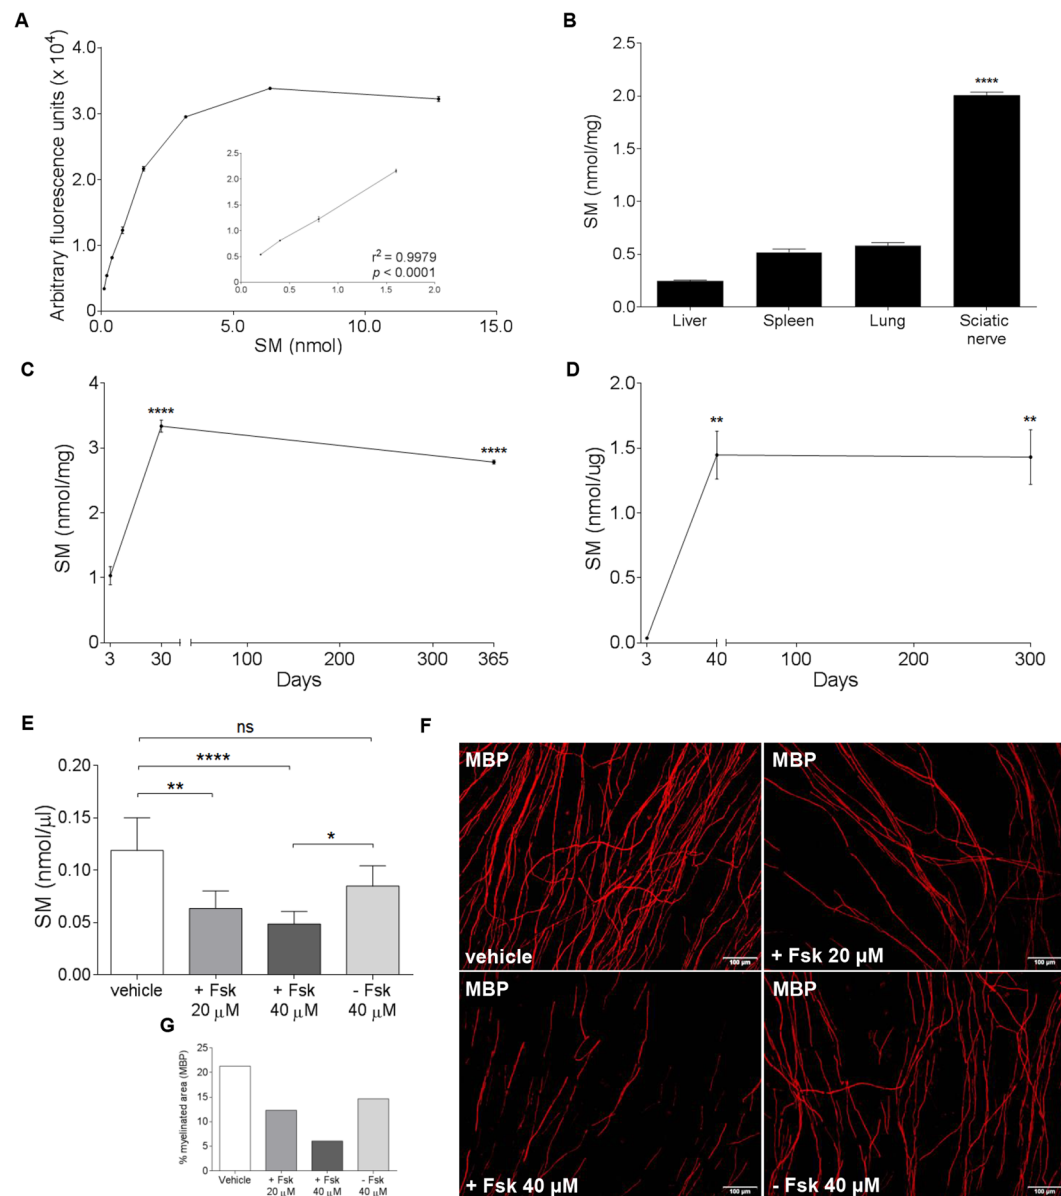 A
Arbitrary fluorescence units (x 10⁴)
4.0
3.0
2.0
1.0
0
0.0
5.0
10.0
15.0
SM (nmol)
2.5
2.0
1.5
1.0
0.5
0
0.0
0.5
1.0
1.5
2.0
r² = 0.9979
p < 0.0001
B
SM (nmol/mg)
2.5
2.0
1.5
1.0
0.5
0.0
****
Liver
Spleen
Lung
Sciatic
nerve
C
SM (nmol/mg)
4
3
2
1
0
****
****
3
30
100
200
300
365
Days
D
SM (nmol/ug)
2.0
1.5
1.0
0.5
0.0
**
**
3
40
100
200
300
Days
E
SM (nmol/µl)
0.20
0.15
0.10
0.05
0.00
ns
****
**
*
vehicle
+ Fsk
20 µM
+ Fsk
40 µM
- Fsk
40 µM
F
MBP
vehicle
100 µm
MBP
+ Fsk 20 µM
100 µm
MBP
+ Fsk 40 µM
100 µm
MBP
- Fsk 40 µM
100 µm
G
% myelinated area (MBP)
25
20
15
10
5
0
Vehicle
+ Fsk
20 µM
+ Fsk
40 µM
- Fsk
40 µM